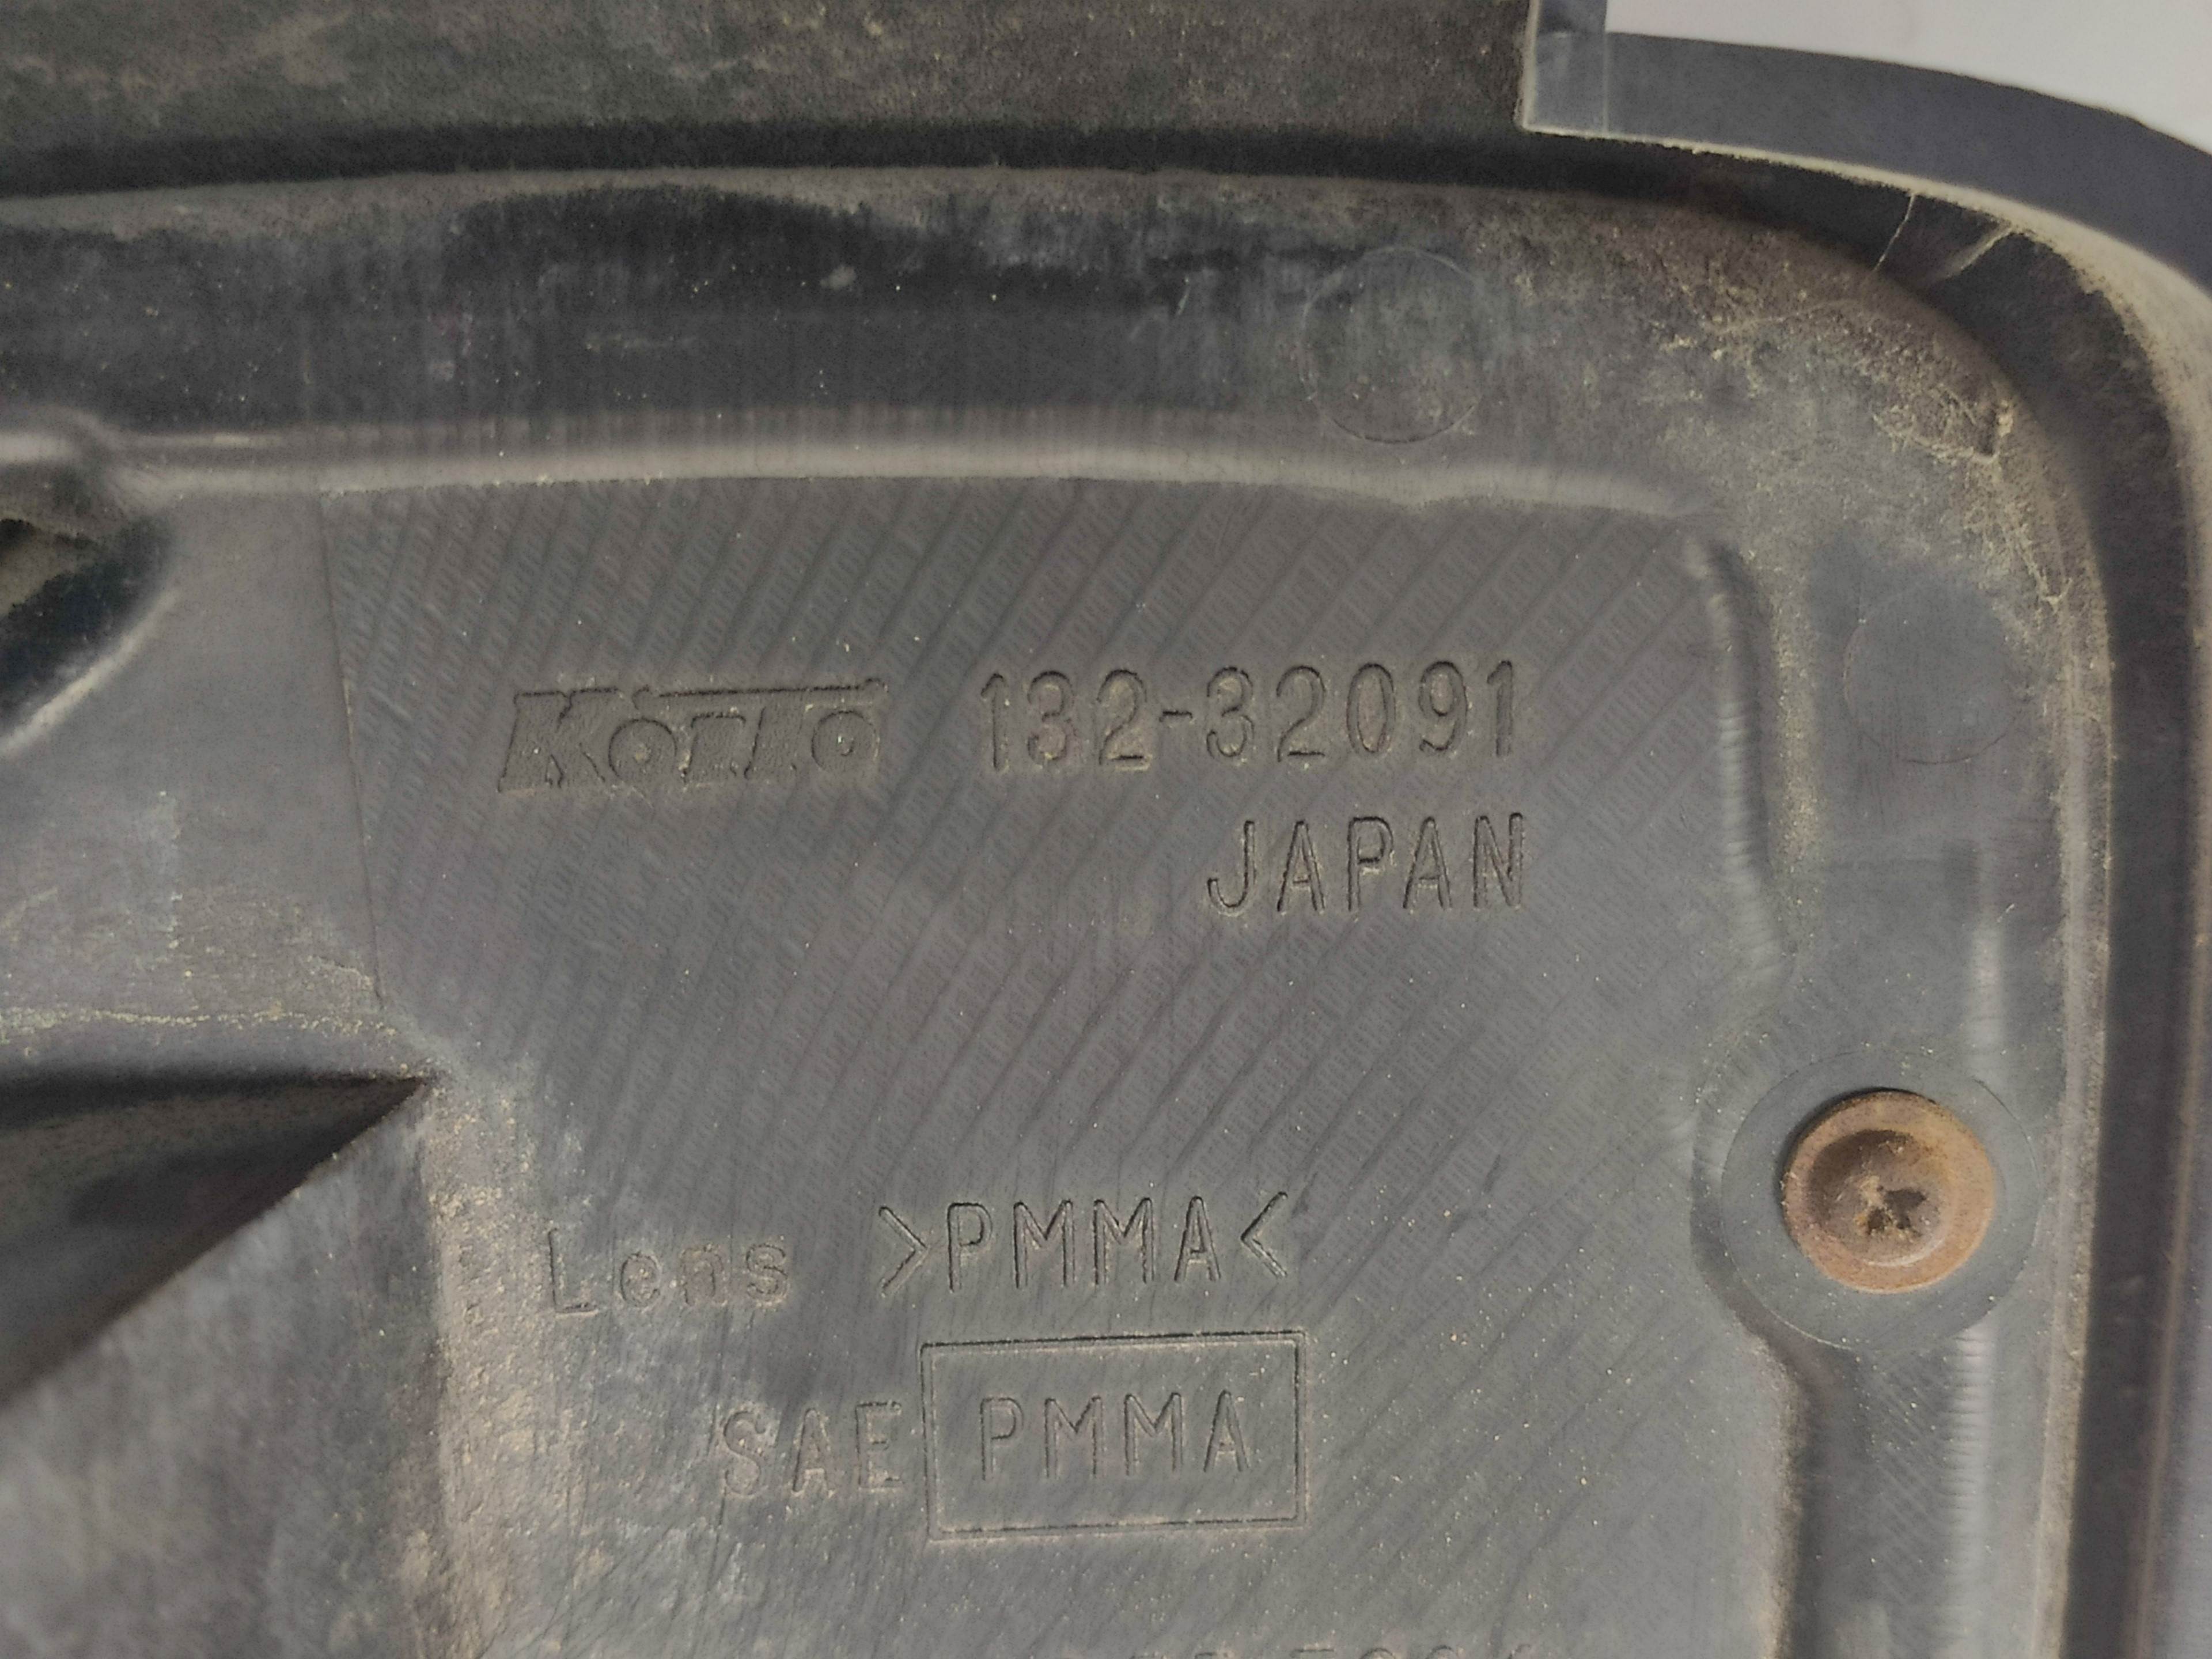 KOITO 132-32091
JAPAN
Lens >PMMA<
SAE PMMA